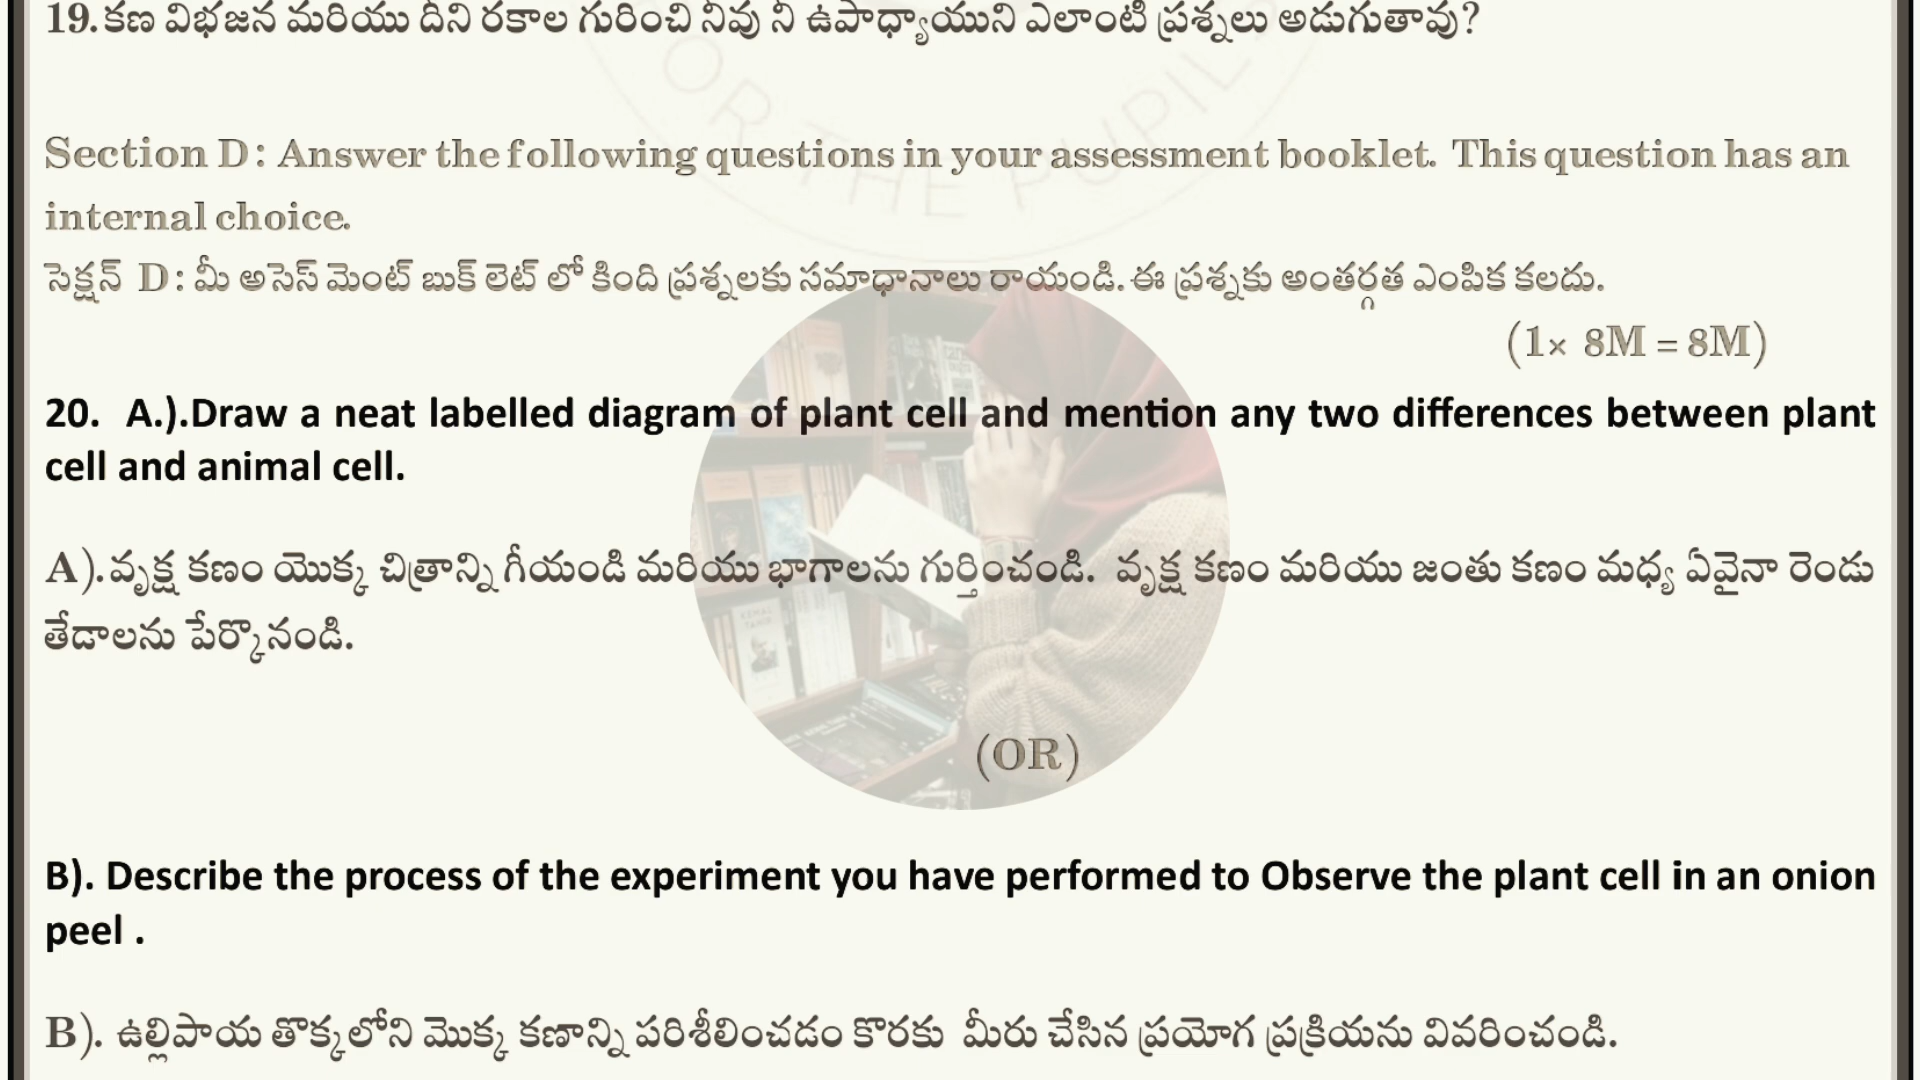 19. కణ విభజన మరియు దీని రకాల గురించి నీవు నీ ఉపాధ్యాయుని ఎలాంటి ప్రశ్నలు అడుగుతావు?
OR THE PUPILS
Section D: Answer the following questions in your assessment booklet. This question has an
internal choice.
సెక్షన్ D: మీ అసెస్ మెంట్ బుక్ లెట్ లో కింది ప్రశ్నలకు సమాధానాలు రాయండి. ఈ ప్రశ్నకు అంతర్గత ఎంపిక కలదు.
(1× 8M = 8M)
20. A.).Draw a neat labelled diagram of plant cell and mention any two differences between plant
cell and animal cell.
A).వృక్ష కణం యొక్క చిత్రాన్ని గీయండి మరియు భాగాలను గుర్తించండి. వృక్ష కణం మరియు జంతు కణం మధ్య ఏవైనా రెండు
తేడాలను పేర్కొనండి.
(OR)
B). Describe the process of the experiment you have performed to Observe the plant cell in an onion
peel .
B). ఉల్లిపాయ తొక్కలోని మొక్క కణాన్ని పరిశీలించడం కొరకు మీరు చేసిన ప్రయోగ ప్రక్రియను వివరించండి.